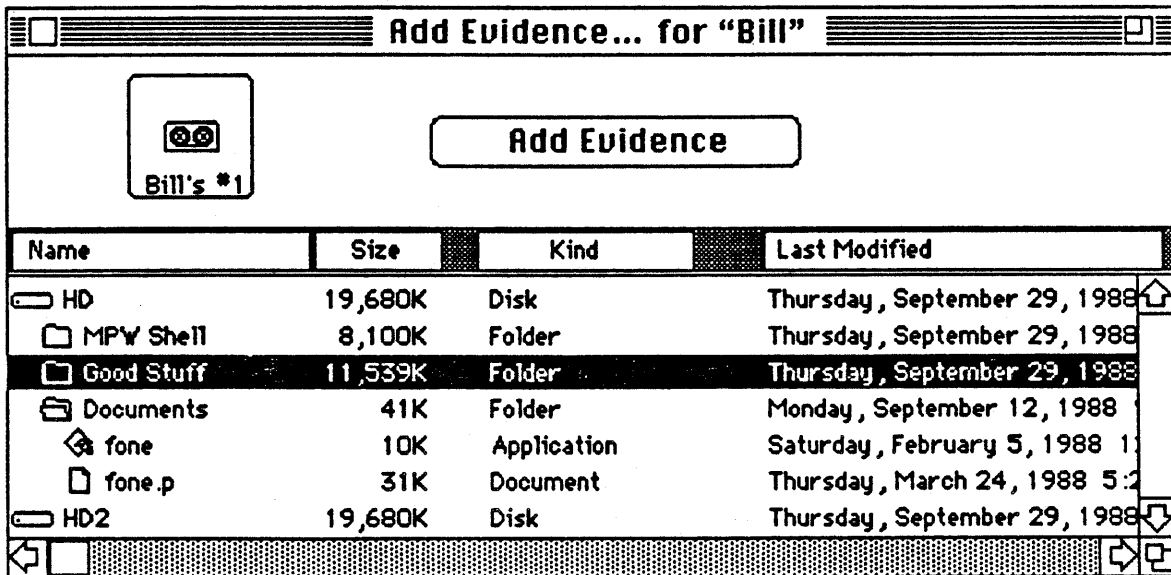 Add Evidence... for “Bill”
Bill's #1
Add Evidence
Name Size Kind Last Modified
HD 19,680K Disk Thursday, September 29, 1988
MPW Shell 8,100K Folder Thursday, September 29, 1988
Good Stuff 11,539K Folder Thursday, September 29, 1988
Documents 41K Folder Monday, September 12, 1988
fone 10K Application Saturday, February 5, 1988
fone.p 31K Document Thursday, March 24, 1988
HD2 19,680K Disk Thursday, September 29, 1988